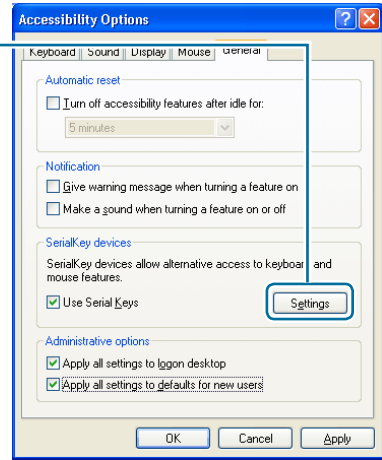 Accessibility Options
Keyboard Sound Display Mouse General
Automatic reset
Turn off accessibility features after idle for:
5 minutes
Notification
Give warning message when turning a feature on
Make a sound when turning a feature on or off
SerialKey devices
SerialKey devices allow alternative access to keyboard and
mouse features.
Use Serial Keys
Settings
Administrative options
Apply all settings to logon desktop
Apply all settings to defaults for new users
OK Cancel Apply